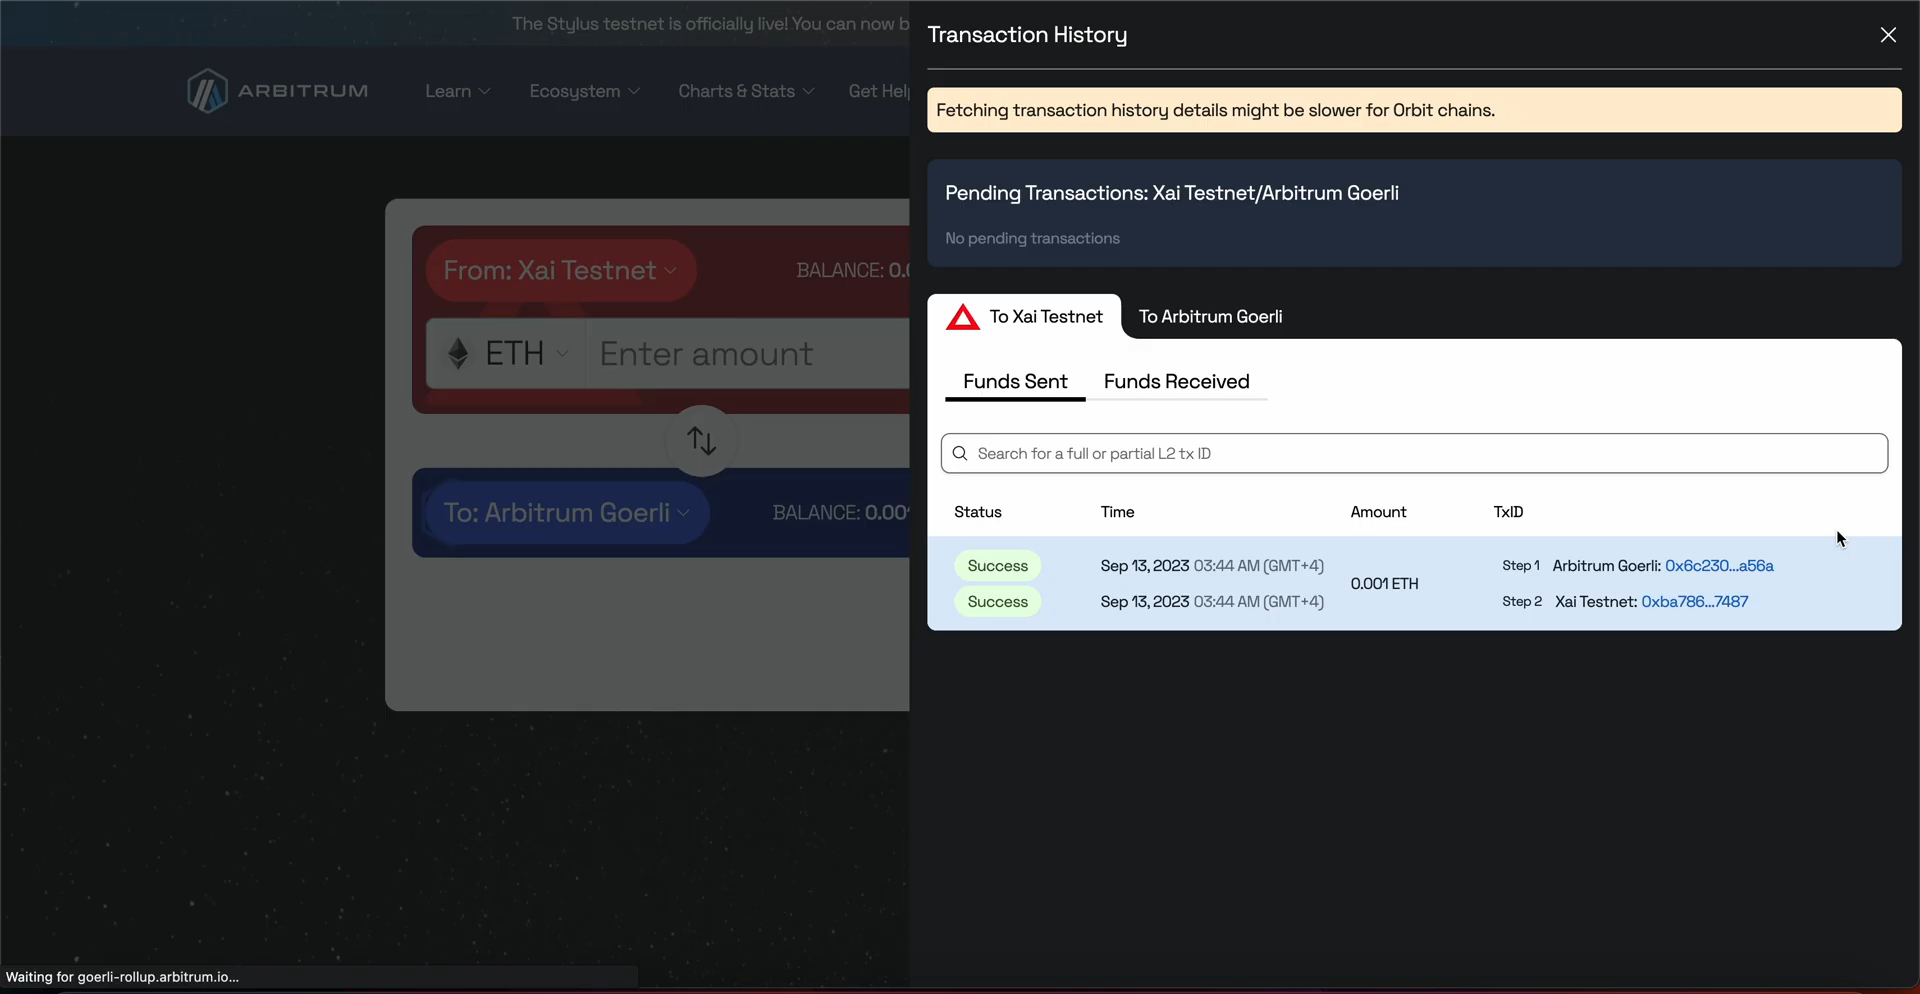 The Stylus testnet is officially live! You can now b
ARBITRUM
Learn
Ecosystem
Charts & Stats
Get Help
From: Xai Testnet
BALANCE: 0.0
ETH
Enter amount
To: Arbitrum Goerli
BALANCE: 0.00
Waiting for goerli-rollup.arbitrum.io...
Transaction History
Fetching transaction history details might be slower for Orbit chains.
Pending Transactions: Xai Testnet/Arbitrum Goerli
No pending transactions
To Xai Testnet
To Arbitrum Goerli
Funds Sent
Funds Received
Search for a full or partial L2 tx ID
Status Time Amount TxID
Success Sep 13, 2023 03:44 AM (GMT+4) Step 1 Arbitrum Goerli: 0x6c230...a56a
0.001 ETH
Success Sep 13, 2023 03:44 AM (GMT+4) Step 2 Xai Testnet: 0xba786...7487